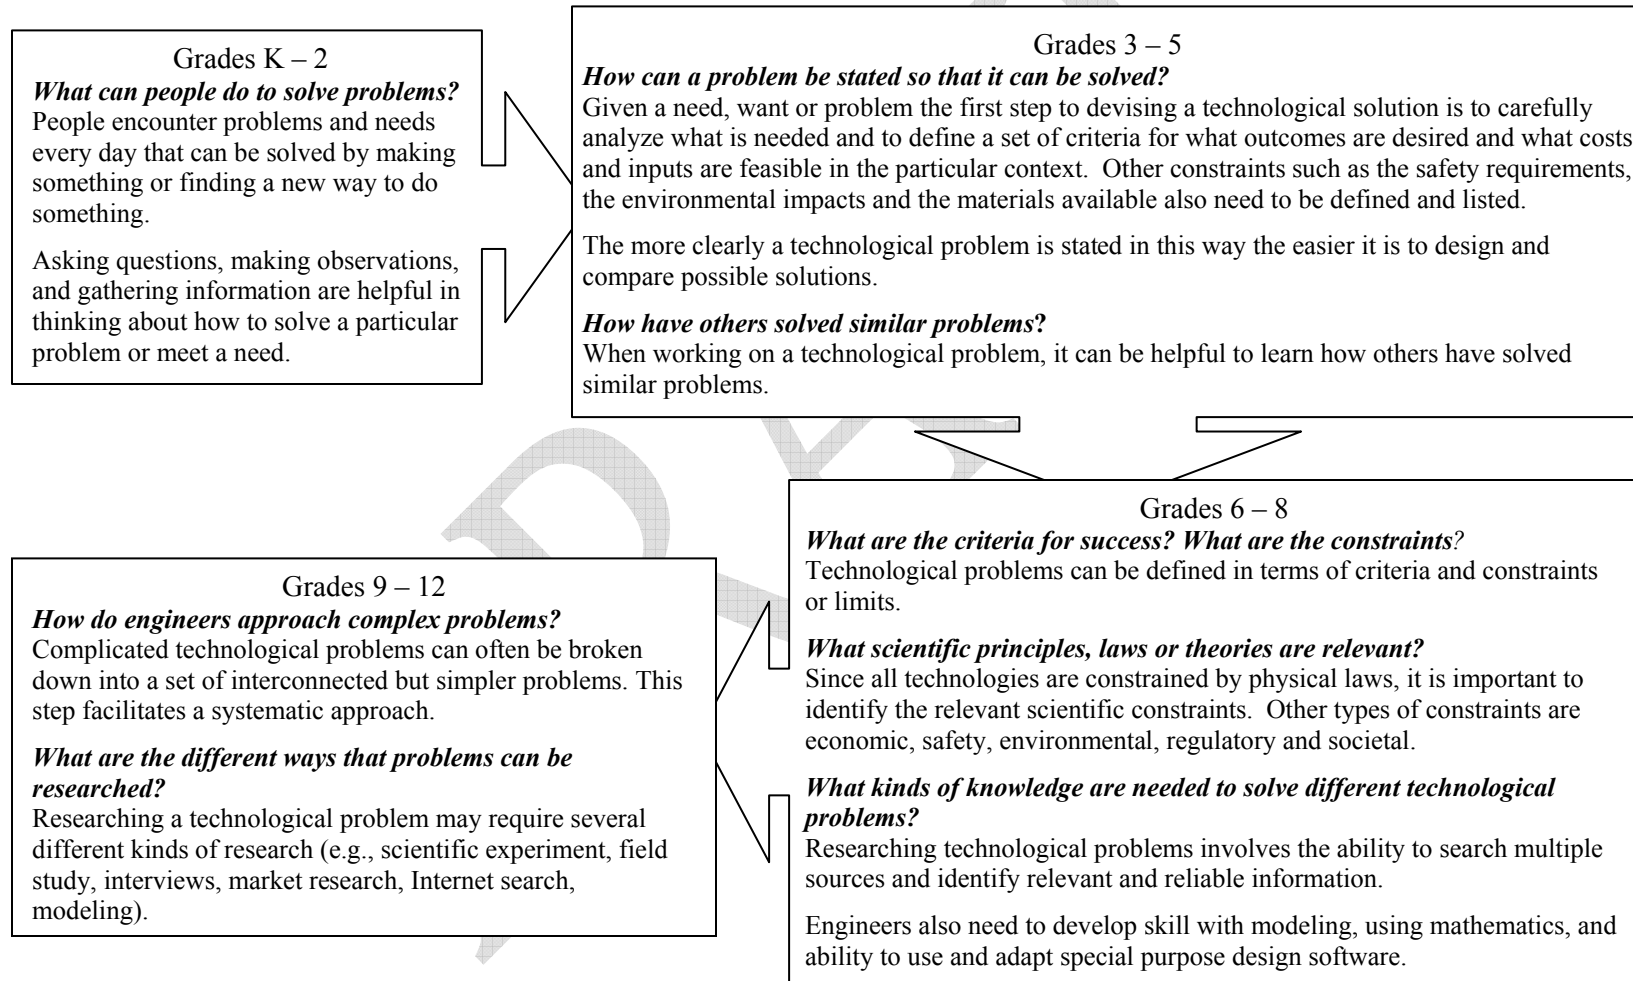 Grades K – 2
What can people do to solve problems?
People encounter problems and needs
every day that can be solved by making
something or finding a new way to do
something.
Asking questions, making observations,
and gathering information are helpful in
thinking about how to solve a particular
problem or meet a need.
Grades 3 – 5
How can a problem be stated so that it can be solved?
Given a need, want or problem the first step to devising a technological solution is to carefully
analyze what is needed and to define a set of criteria for what outcomes are desired and what costs
and inputs are feasible in the particular context.  Other constraints such as the safety requirements,
the environmental impacts and the materials available also need to be defined and listed.
The more clearly a technological problem is stated in this way the easier it is to design and
compare possible solutions.
How have others solved similar problems?
When working on a technological problem, it can be helpful to learn how others have solved
similar problems.
Grades 6 – 8
What are the criteria for success? What are the constraints?
Technological problems can be defined in terms of criteria and constraints
or limits.
What scientific principles, laws or theories are relevant?
Since all technologies are constrained by physical laws, it is important to
identify the relevant scientific constraints.  Other types of constraints are
economic, safety, environmental, regulatory and societal.
What kinds of knowledge are needed to solve different technological
problems?
Researching technological problems involves the ability to search multiple
sources and identify relevant and reliable information.
Engineers also need to develop skill with modeling, using mathematics, and
ability to use and adapt special purpose design software.
Grades 9 – 12
How do engineers approach complex problems?
Complicated technological problems can often be broken
down into a set of interconnected but simpler problems. This
step facilitates a systematic approach.
What are the different ways that problems can be
researched?
Researching a technological problem may require several
different kinds of research (e.g., scientific experiment, field
study, interviews, market research, Internet search,
modeling).